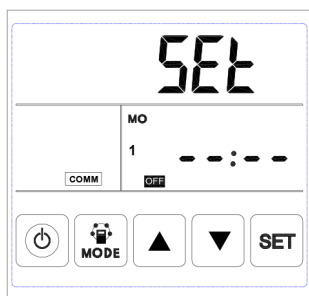 SEt
MO
1
--:--
COMM
OFF
MODE
SET